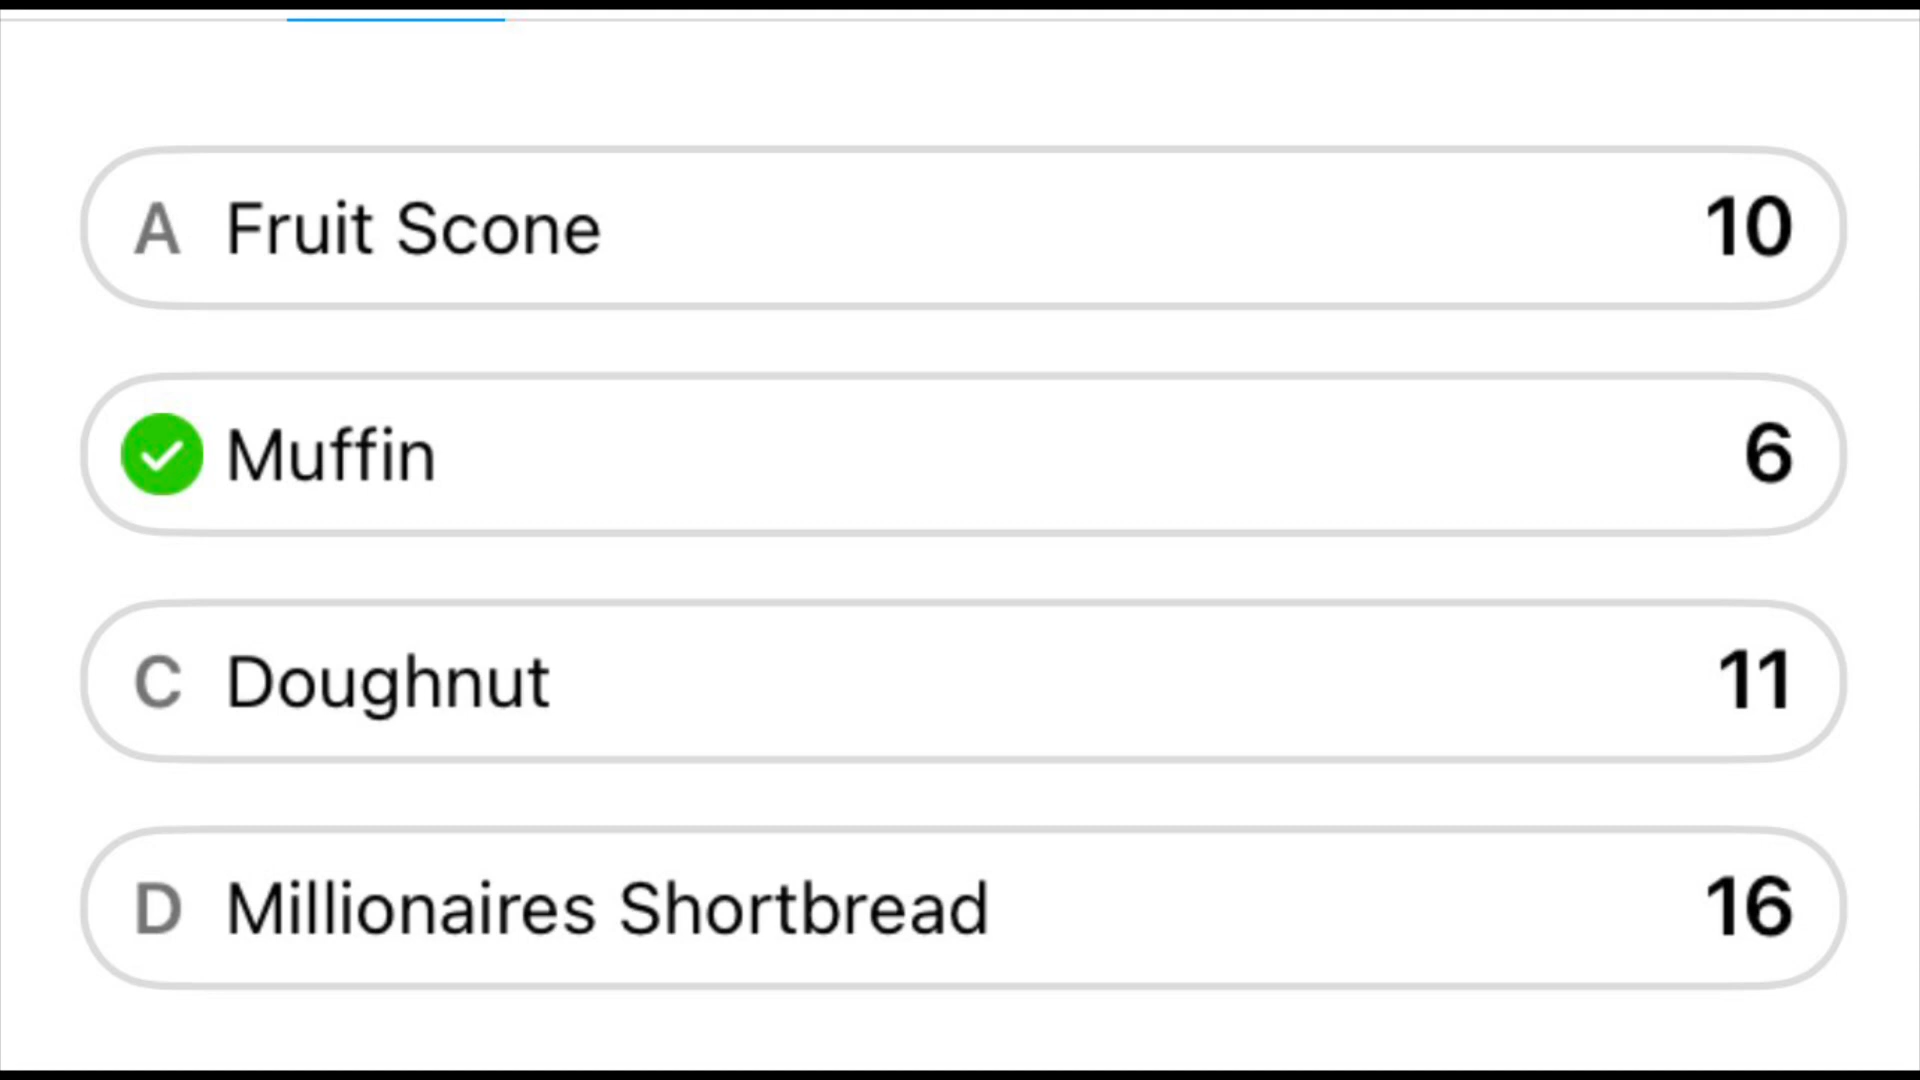 A Fruit Scone 10
Muffin 6
C Doughnut 11
D Millionaires Shortbread 16